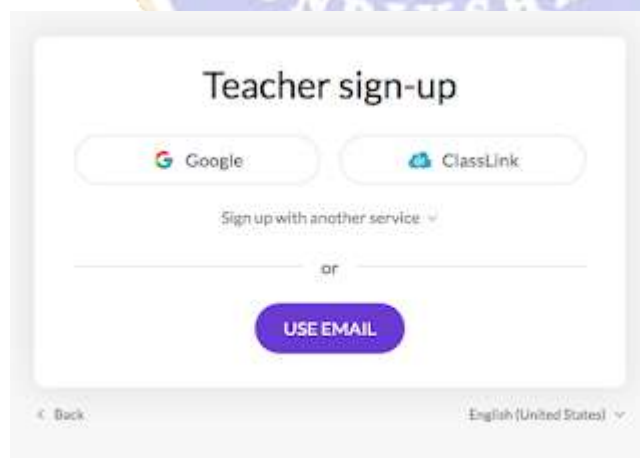 Teacher sign-up
Google
ClassLink
Sign up with another service
or
USE EMAIL
Back
English (United States)